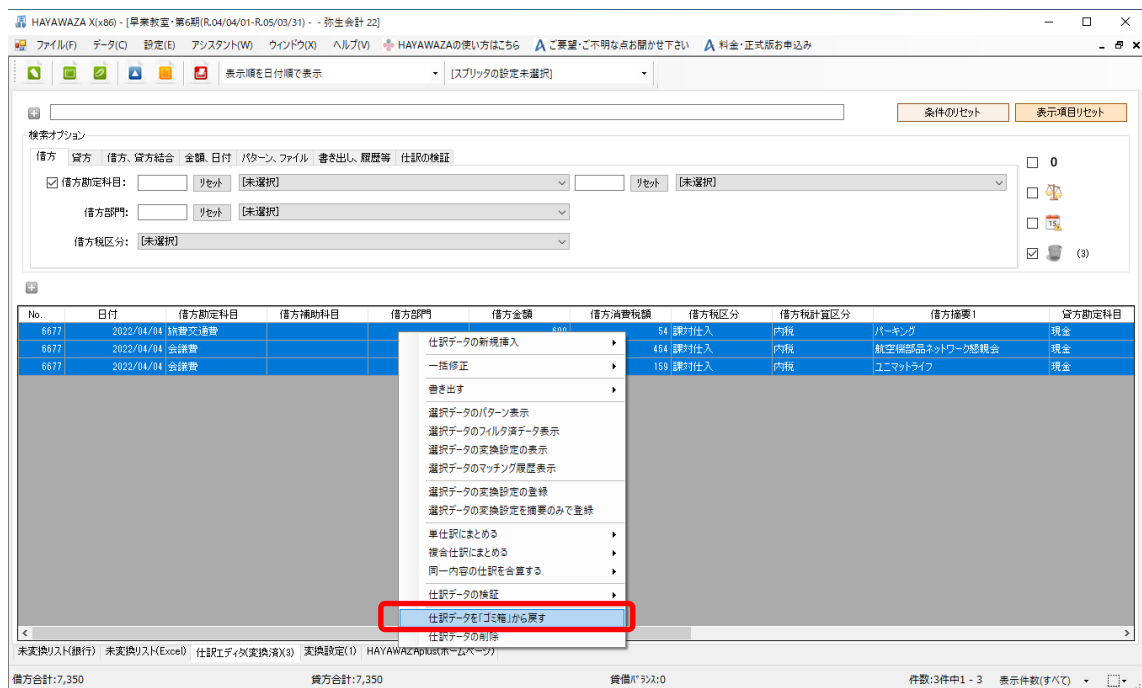 HAYAWAZA X(x86) - [早業教室・第6期(R.04/04/01-R.05/03/31) - - 弥生会計 22]
ファイル(F) データ(C) 設定(E) アシスタント(W) ウィンドウ(X) ヘルプ(V) HAYAWAZAの使い方はこちら ご要望・ご不明な点お聞かせ下さい 料金・正式版お申込み
表示順を日付順で表示 [スプリッタの設定未選択]
条件のリセット 表示項目リセット
検索オプション
借方 貸方 借方、貸方結合 金額、日付 パターン、ファイル 書き出し、履歴等 仕訳の検証
借方勘定科目: リセット [未選択] リセット [未選択]
借方部門: リセット [未選択]
借方税区分: [未選択]
0
15
(3)
No. 日付 借方勘定科目 借方補助科目 借方部門 借方金額 借方消費税額 借方税区分 借方税計算区分 借方摘要1 貸方勘定科目
6677 2022/04/04 旅費交通費 600 54 課対仕入 内税 パーキング 現金
6677 2022/04/04 会議費 454 課対仕入 内税 航空機部品ネットワーク懇親会 現金
6677 2022/04/04 会議費 159 課対仕入 内税 ユニマットライフ 現金
仕訳データの新規挿入
一括修正
書き出す
選択データのパターン表示
選択データのフィルタ済データ表示
選択データの変換設定の表示
選択データのマッチング履歴表示
選択データの変換設定の登録
選択データの変換設定を摘要のみで登録
単仕訳にまとめる
複合仕訳にまとめる
同一内容の仕訳を合算する
仕訳データの検証
仕訳データを「ゴミ箱」から戻す
仕訳データの削除
未変換リスト(銀行) 未変換リスト(Excel) 仕訳エディタ(変換済)(3) 変換設定(1) HAYAWAZAplus(ホームページ)
借方合計:7,350 貸方合計:7,350 貸借バランス:0 件数:3件中1 - 3 表示件数(すべて)